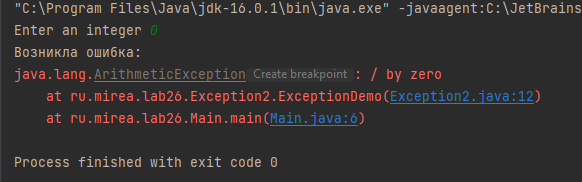 "C:\Program Files\Java\jdk-16.0.1\bin\java.exe" -javaagent:C:\JetBrains
Enter an integer 0
Возникла ошибка:
java.lang.ArithmeticException Create breakpoint : / by zero
at ru.mirea.lab26.Exception2.ExceptionDemo(Exception2.java:12)
at ru.mirea.lab26.Main.main(Main.java:6)
Process finished with exit code 0